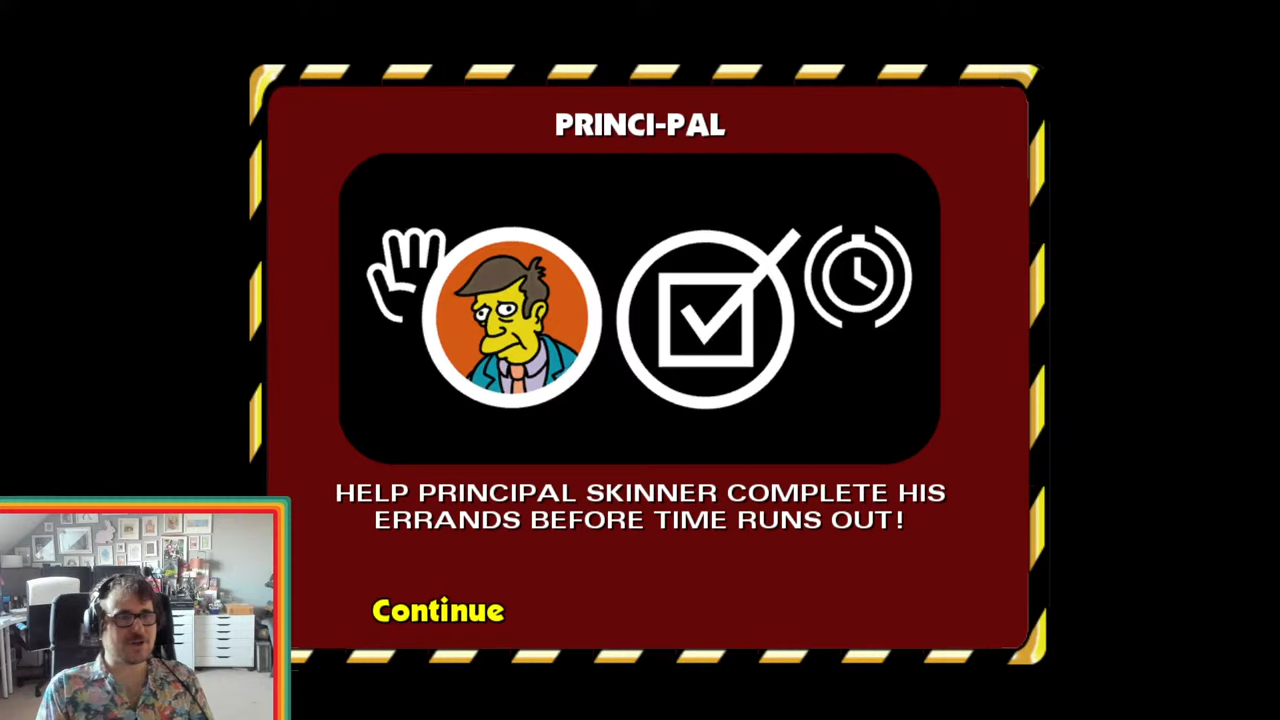 PRINCI-PAL
HELP PRINCIPAL SKINNER COMPLETE HIS
ERRANDS BEFORE TIME RUNS OUT!
Continue